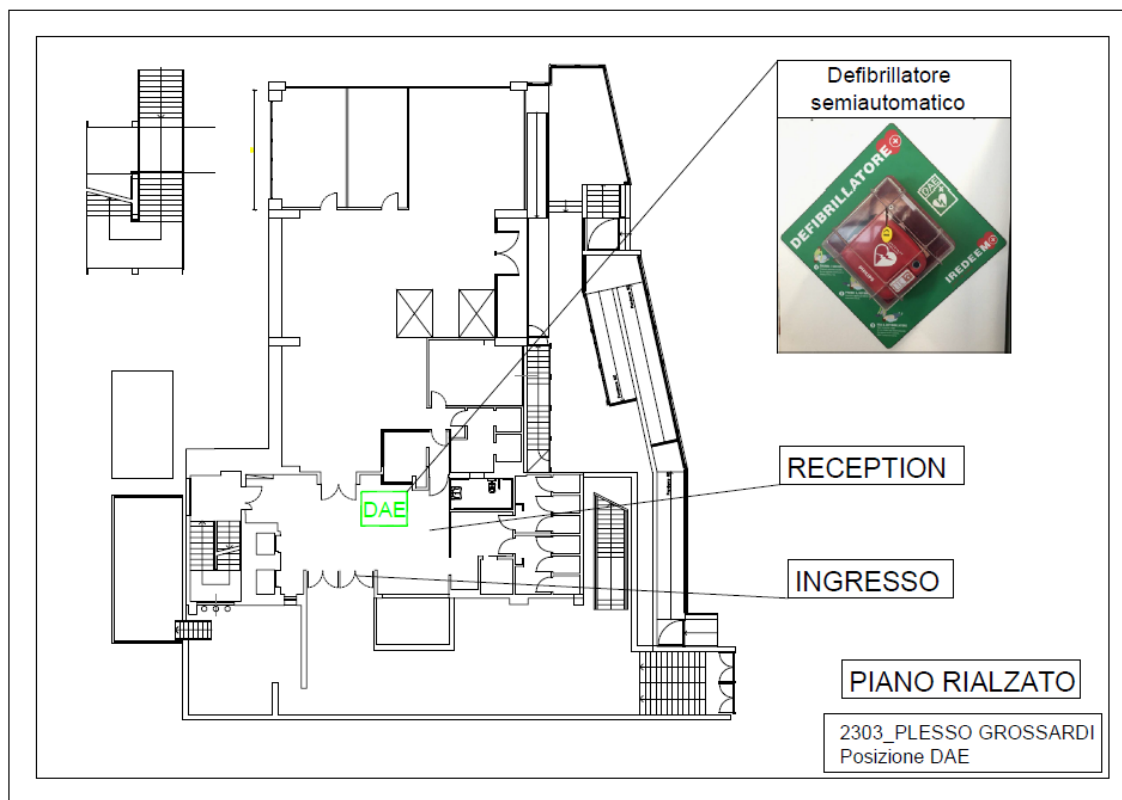 Defibrillatore
semiautomatico
DEFIBRILLATORE
DAE
IREDEEM
DAE
RECEPTION
INGRESSO
PIANO RIALZATO
2303_PLESSO GROSSARDI
Posizione DAE